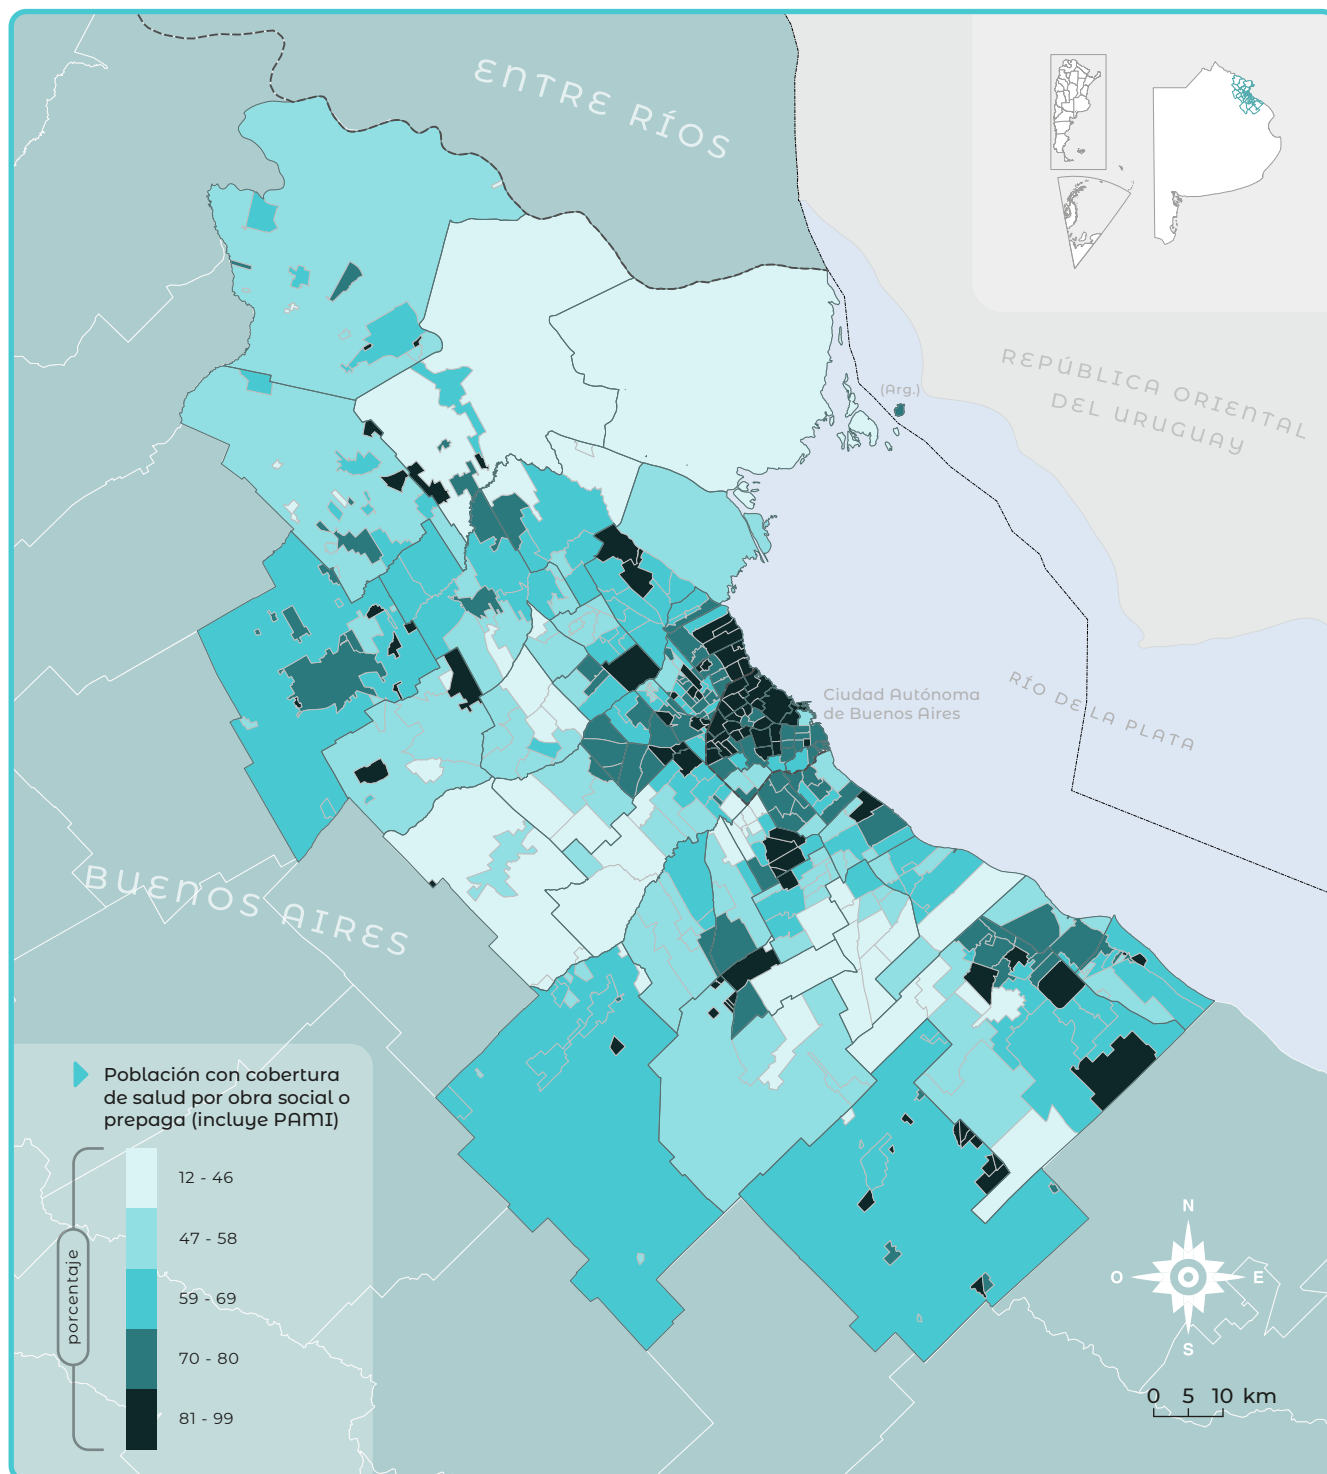 ENTRE RÍOS
(Arg.)
REPÚBLICA ORIENTAL
DEL URUGUAY
Ciudad Autónoma
de Buenos Aires
RÍO DE LA PLATA
BUENOS AIRES
Población con cobertura
de salud por obra social o
prepaga (incluye PAMI)
porcentaje
12 - 46
47 - 58
59 - 69
70 - 80
81 - 99
N
O
E
S
0 5 10 km